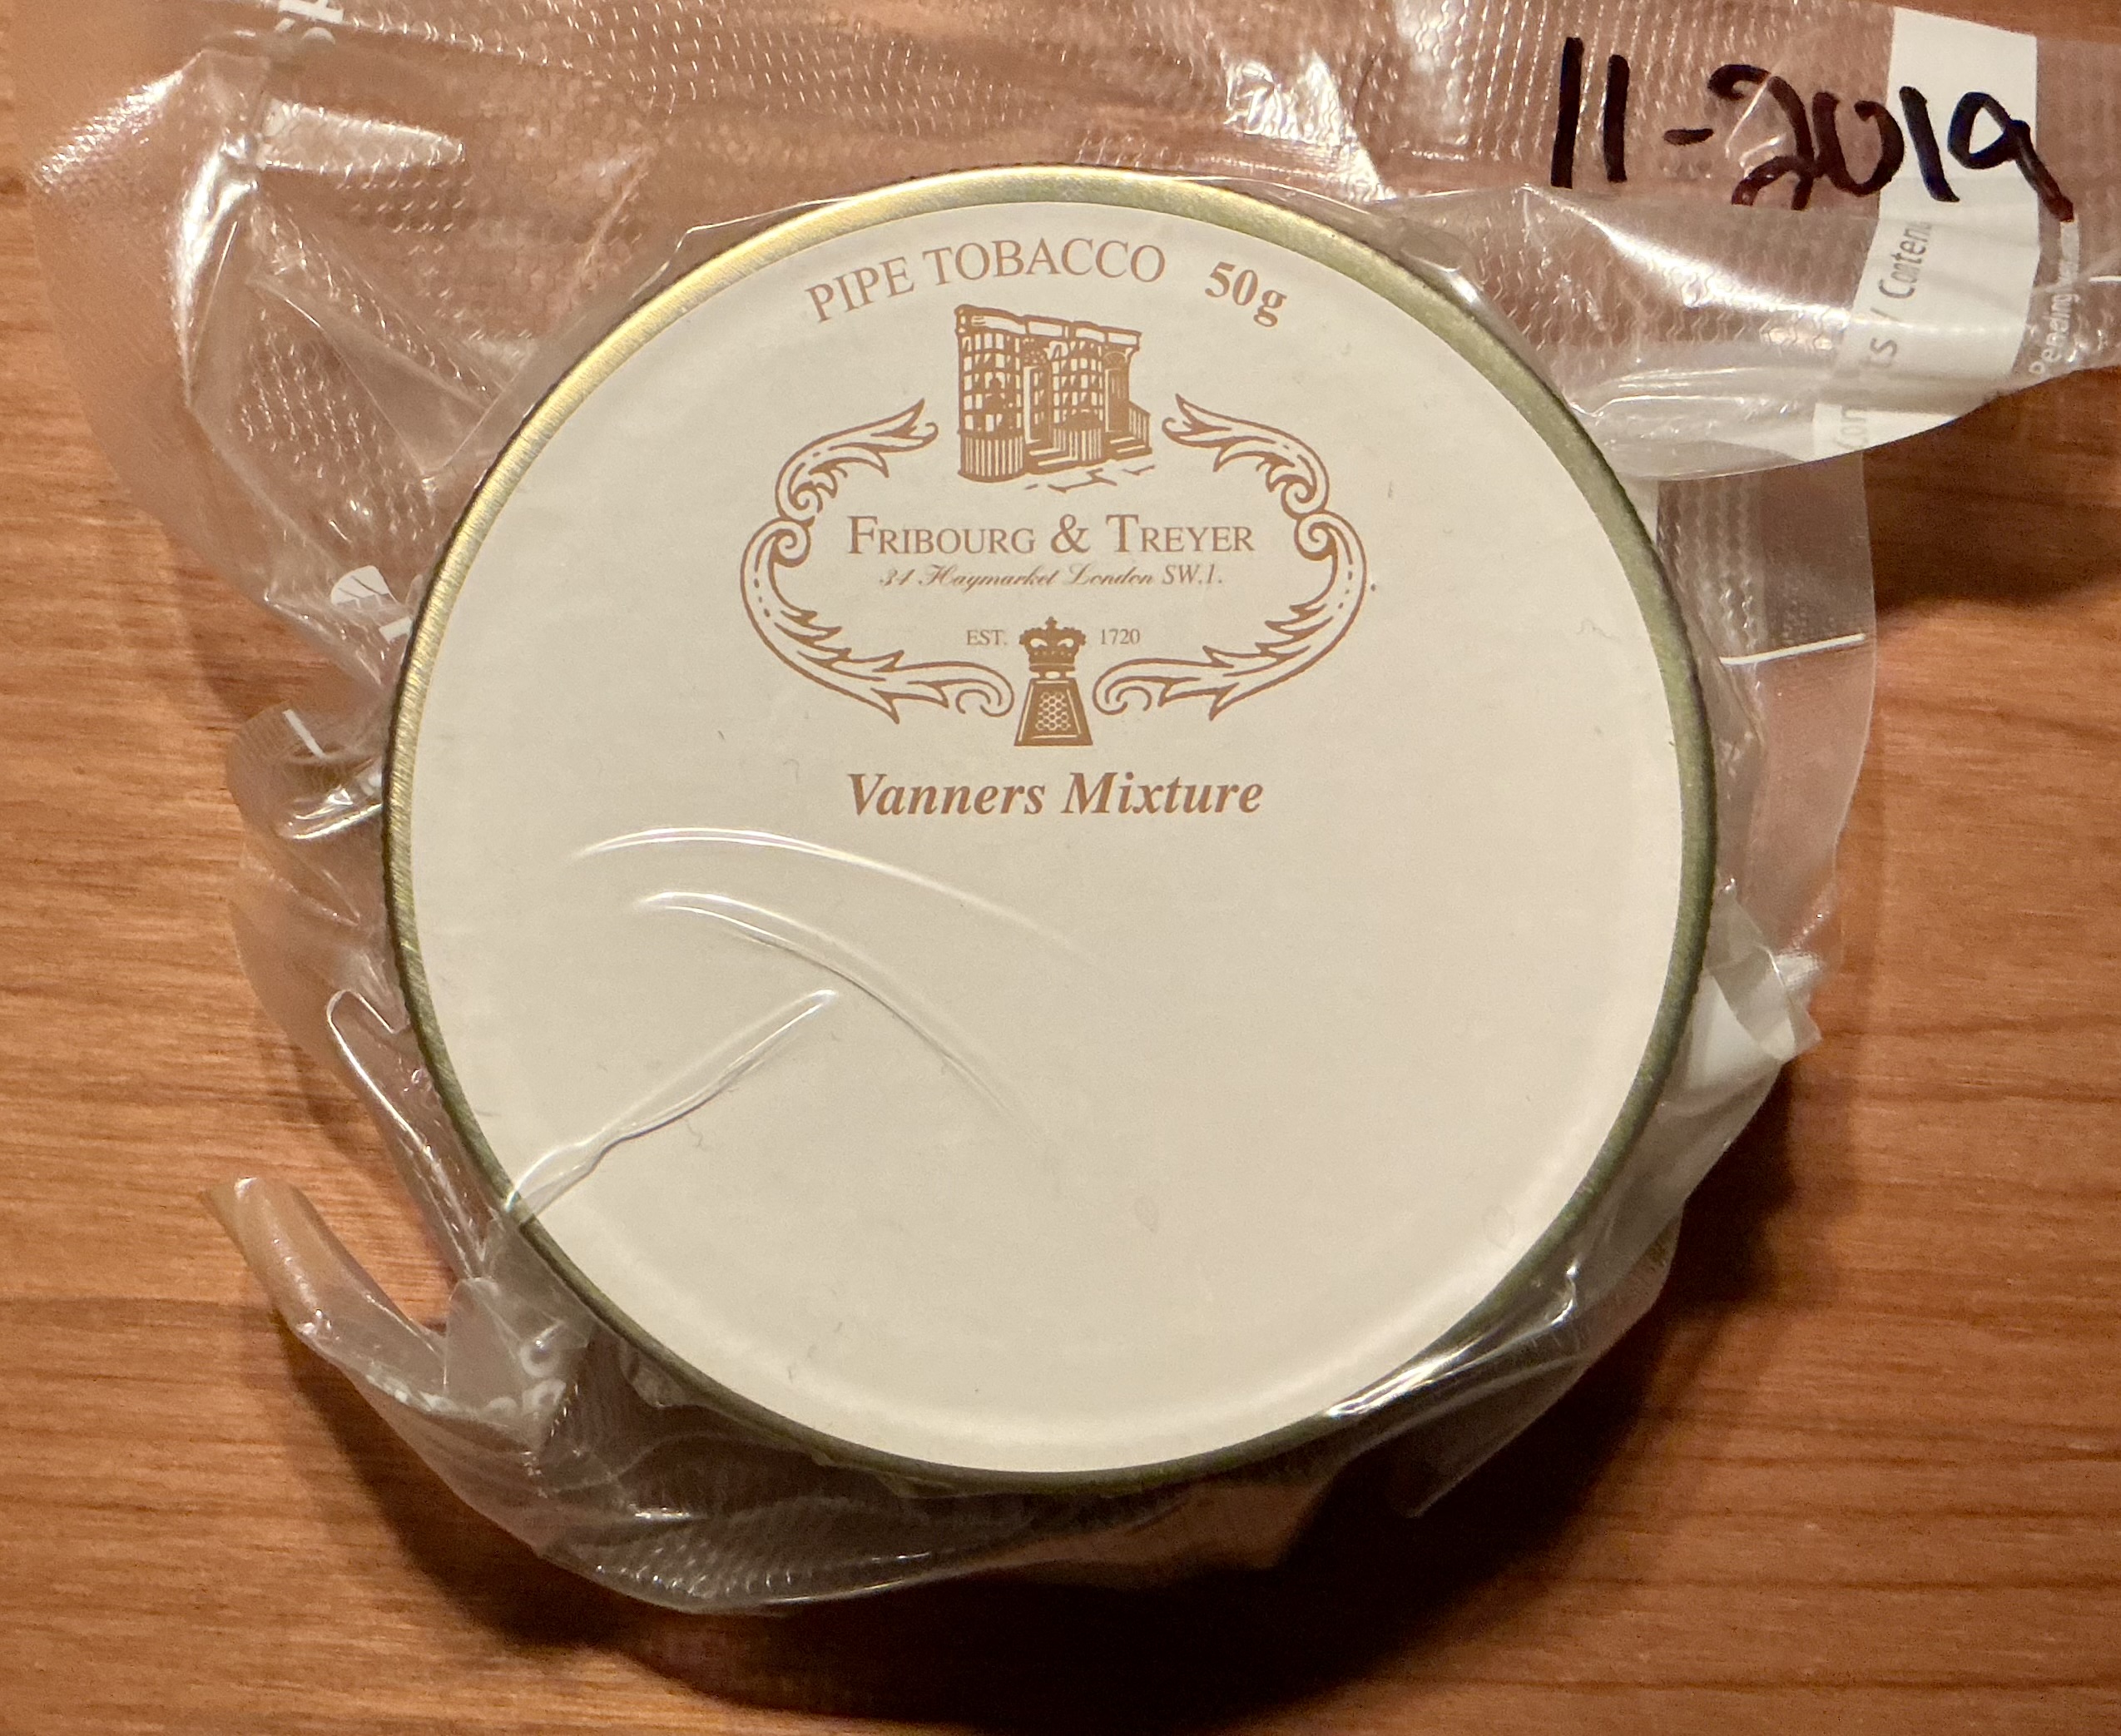 11-2019
PIPE TOBACCO 50g
FRIBOURG & TREYER
34 Haymarket London SW.1.
EST. 1720
Vanners Mixture